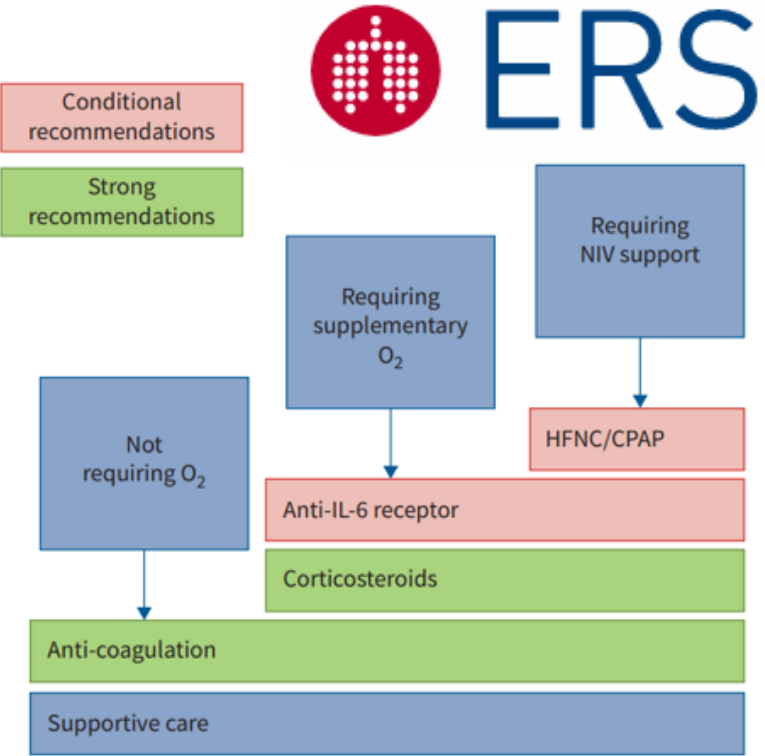 ERS
Conditional
recommendations
Strong
recommendations
Requiring
NIV support
Requiring
supplementary
O₂
Not
requiring O₂
HFNC/CPAP
Anti-IL-6 receptor
Corticosteroids
Anti-coagulation
Supportive care